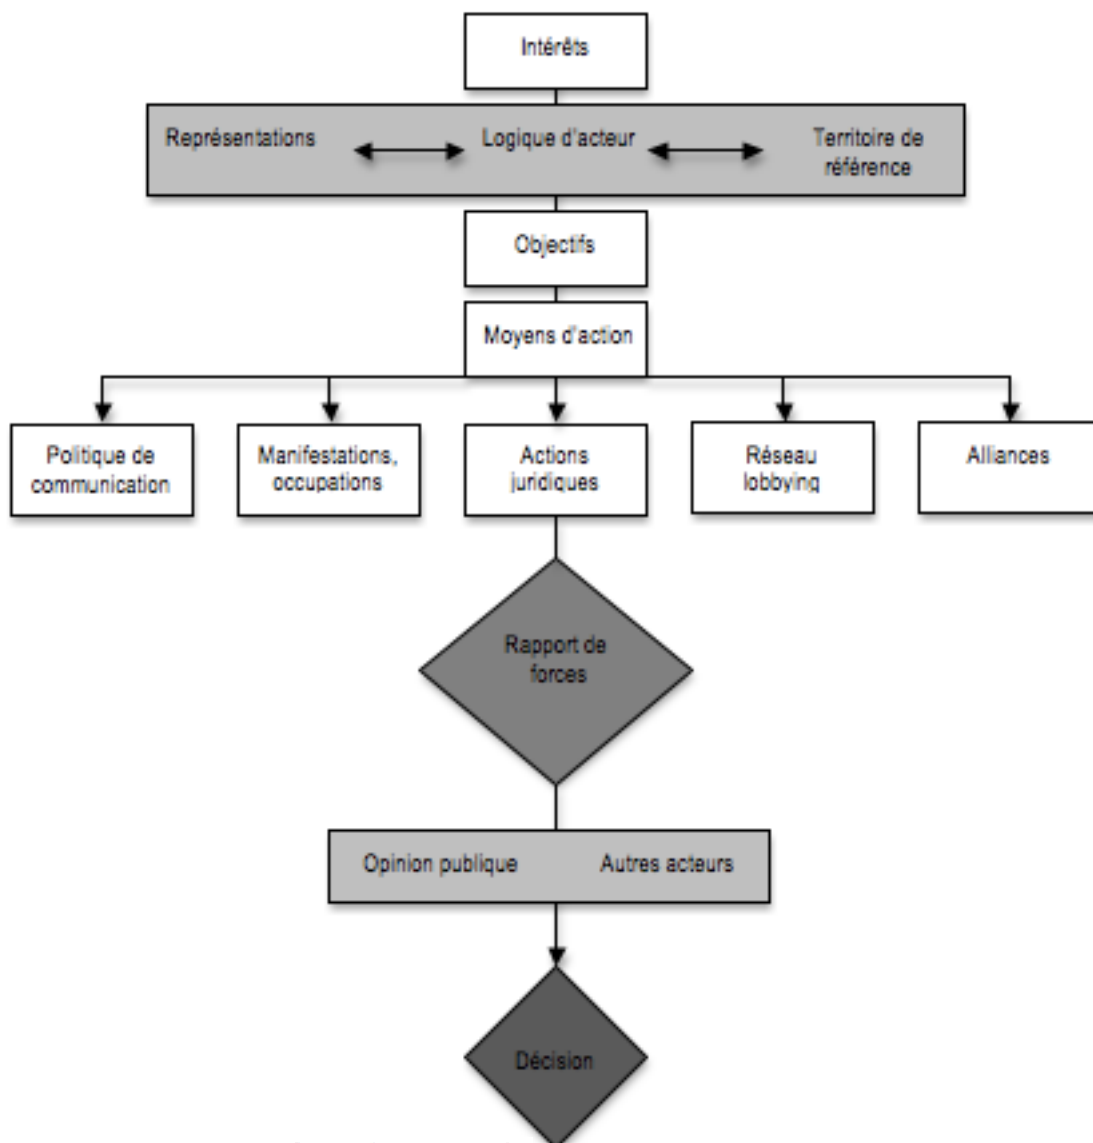 Intérêts
Représentations
Logique d'acteur
Territoire de
référence
Objectifs
Moyens d'action
Politique de
communication
Manifestations,
occupations
Actions
juridiques
Réseau
lobbying
Alliances
Rapport de
forces
Opinion publique
Autres acteurs
Décision